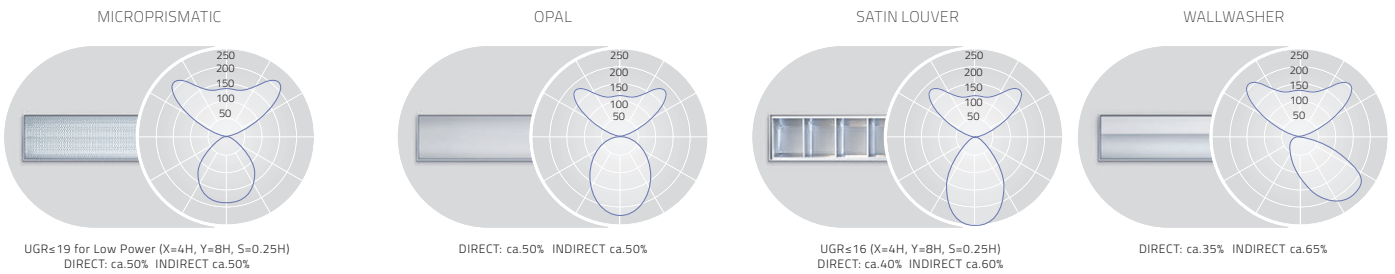 MICROPRISMATIC
250
200
150
100
50
UGR≤19 for Low Power (X=4H, Y=8H, S=0.25H)
DIRECT: ca.50% INDIRECT ca.50%
OPAL
250
200
150
100
50
DIRECT: ca.50% INDIRECT ca.50%
SATIN LOUVER
250
200
150
100
50
UGR≤16 (X=4H, Y=8H, S=0.25H)
DIRECT: ca.40% INDIRECT ca.60%
WALLWASHER
250
200
150
100
50
DIRECT: ca.35% INDIRECT ca.65%